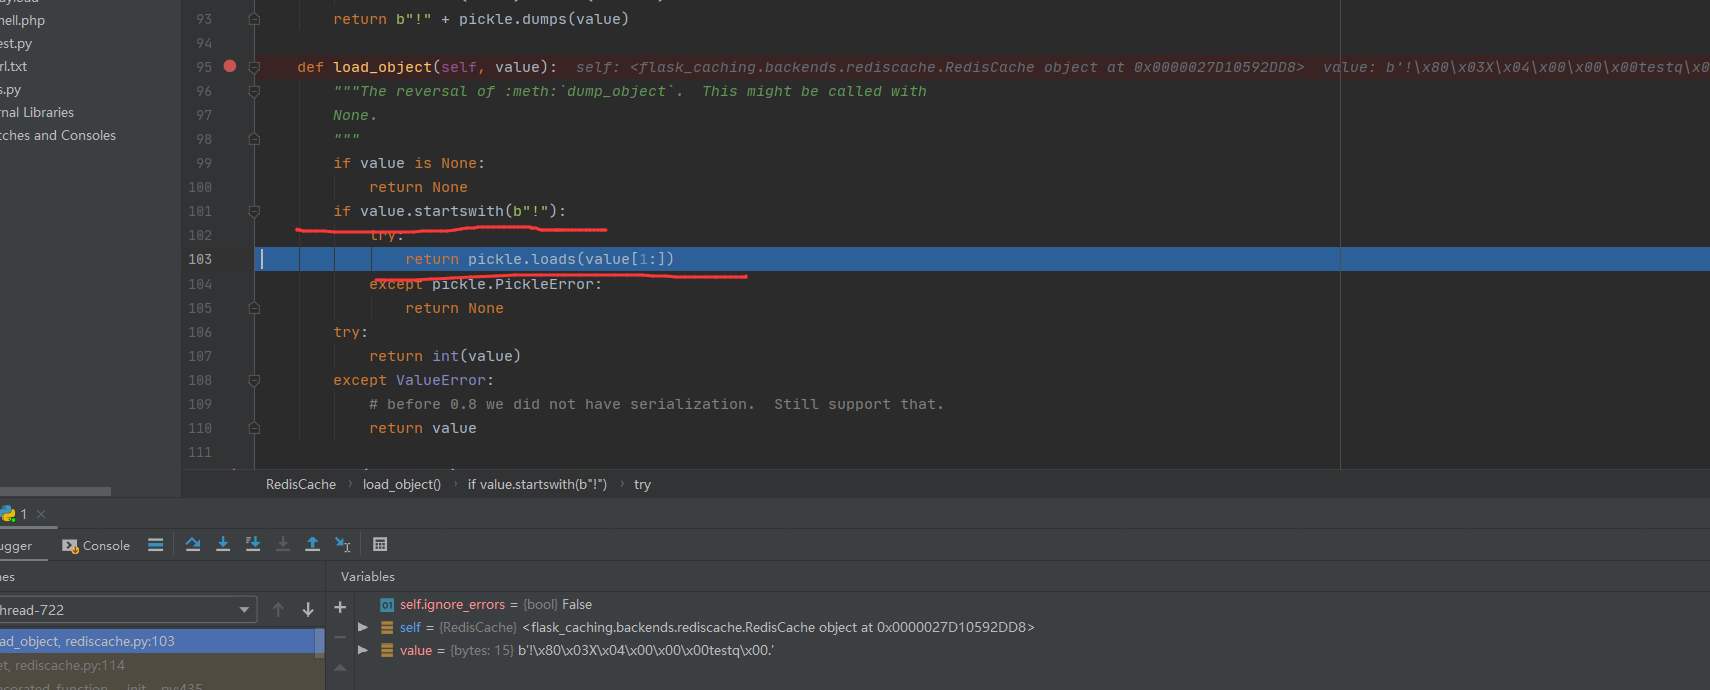 hell.php
est.py
rl.txt
s.py
rnal Libraries
tches and Consoles
93 return b"!" + pickle.dumps(value)
94
95 def load_object(self, value): self: <flask_caching.backends.rediscache.RedisCache object at 0x0000027D10592DD8> value: b'!\x80\x03X\x04\x00\x00\x00testq\x0
96 """The reversal of :meth:`dump_object`. This might be called with
97 None.
98 """
99 if value is None:
100 return None
101 if value.startswith(b"!"):
102 try:
103 return pickle.loads(value[1:])
104 except pickle.PickleError:
105 return None
106 try:
107 return int(value)
108 except ValueError:
109 # before 0.8 we did not have serialization. Still support that.
110 return value
111
RedisCache › load_object() › if value.startswith(b"!") › try
1 ×
ugger Console
nes Variables
hread-722
ad_object, rediscache.py:103
et, rediscache.py:114
ecorated_function, __init__.py:435
self.ignore_errors = {bool} False
self = {RedisCache} <flask_caching.backends.rediscache.RedisCache object at 0x0000027D10592DD8>
value = {bytes: 15} b'!\x80\x03X\x04\x00\x00\x00testq\x00.'